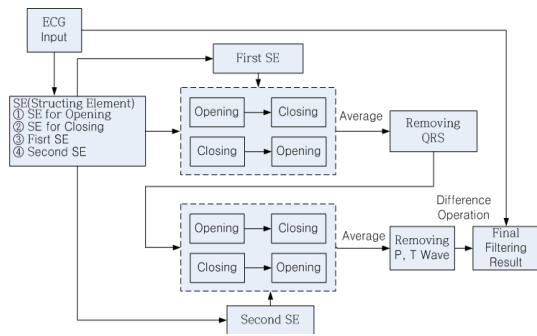 ECG
Input
First SE
SE(Structing Element)
① SE for Opening
② SE for Closing
③ Fisrt SE
④ Second SE
Opening
Closing
Closing
Opening
Average
Removing
QRS
Difference
Operation
Opening
Closing
Closing
Opening
Average
Removing
P, T Wave
Final
Filtering
Result
Second SE